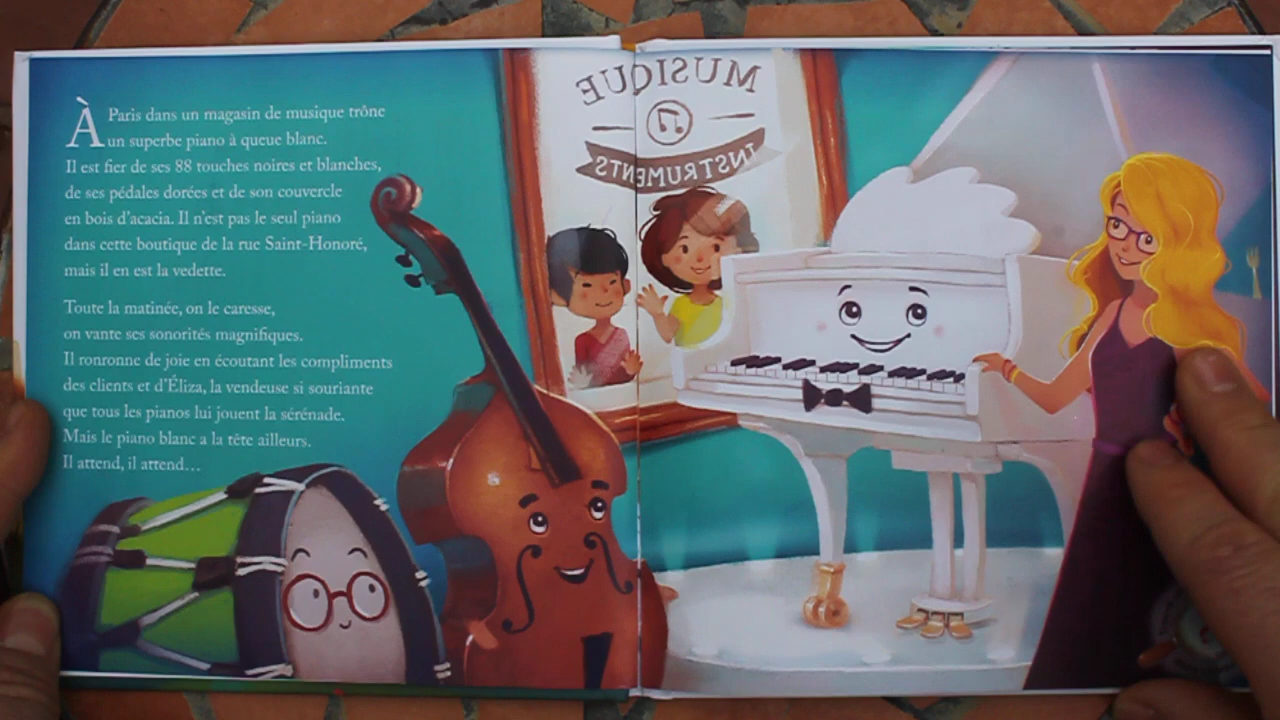 À Paris dans un magasin de musique trône
un superbe piano à queue blanc.
Il est fier de ses 88 touches noires et blanches,
de ses pédales dorées et de son couvercle
en bois d'acacia. Il n'est pas le seul piano
dans cette boutique de la rue Saint-Honoré,
mais il en est la vedette.
Toute la matinée, on le caresse,
on vante ses sonorités magnifiques.
Il ronronne de joie en écoutant les compliments
des clients et d'Éliza, la vendeuse si souriante
que tous les pianos lui jouent la sérénade.
Mais le piano blanc a la tête ailleurs.
Il attend, il attend…
MUSIQUE
INSTRUMENTS